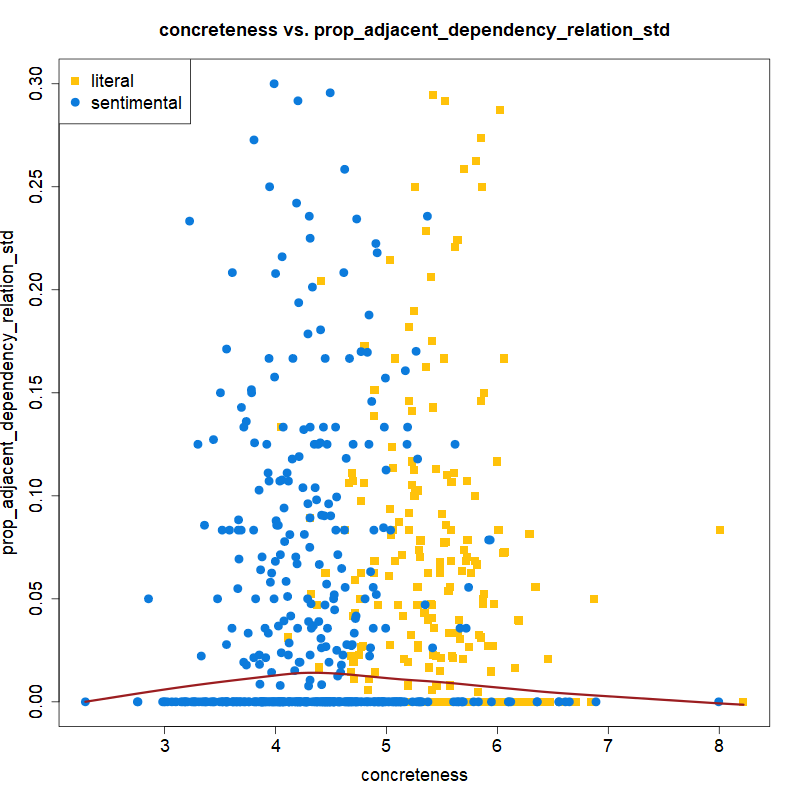 concreteness vs. prop_adjacent_dependency_relation_std
literal
sentimental
prop_adjacent_dependency_relation_std
0.30
0.25
0.20
0.15
0.10
0.05
0.00
3 4 5 6 7 8
concreteness